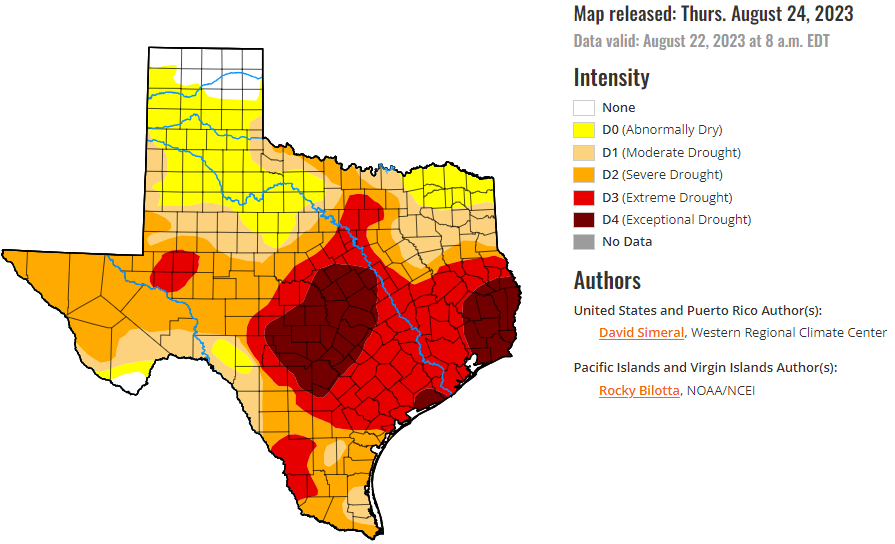 Map released: Thurs. August 24, 2023
Data valid: August 22, 2023 at 8 a.m. EDT
Intensity
None
D0 (Abnormally Dry)
D1 (Moderate Drought)
D2 (Severe Drought)
D3 (Extreme Drought)
D4 (Exceptional Drought)
No Data
Authors
United States and Puerto Rico Author(s):
David Simeral, Western Regional Climate Center
Pacific Islands and Virgin Islands Author(s):
Rocky Bilotta, NOAA/NCEI